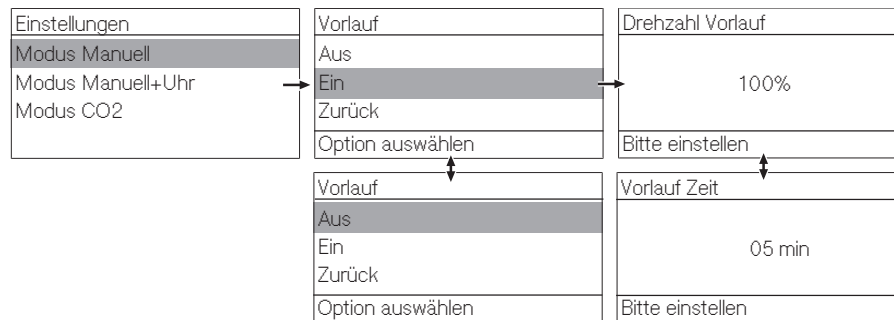 Einstellungen
Modus Manuell
Modus Manuell+Uhr
Modus CO2
Vorlauf
Aus
Ein
Zurück
Option auswählen
Drehzahl Vorlauf
100%
Bitte einstellen
Vorlauf
Aus
Ein
Zurück
Option auswählen
Vorlauf Zeit
05 min
Bitte einstellen